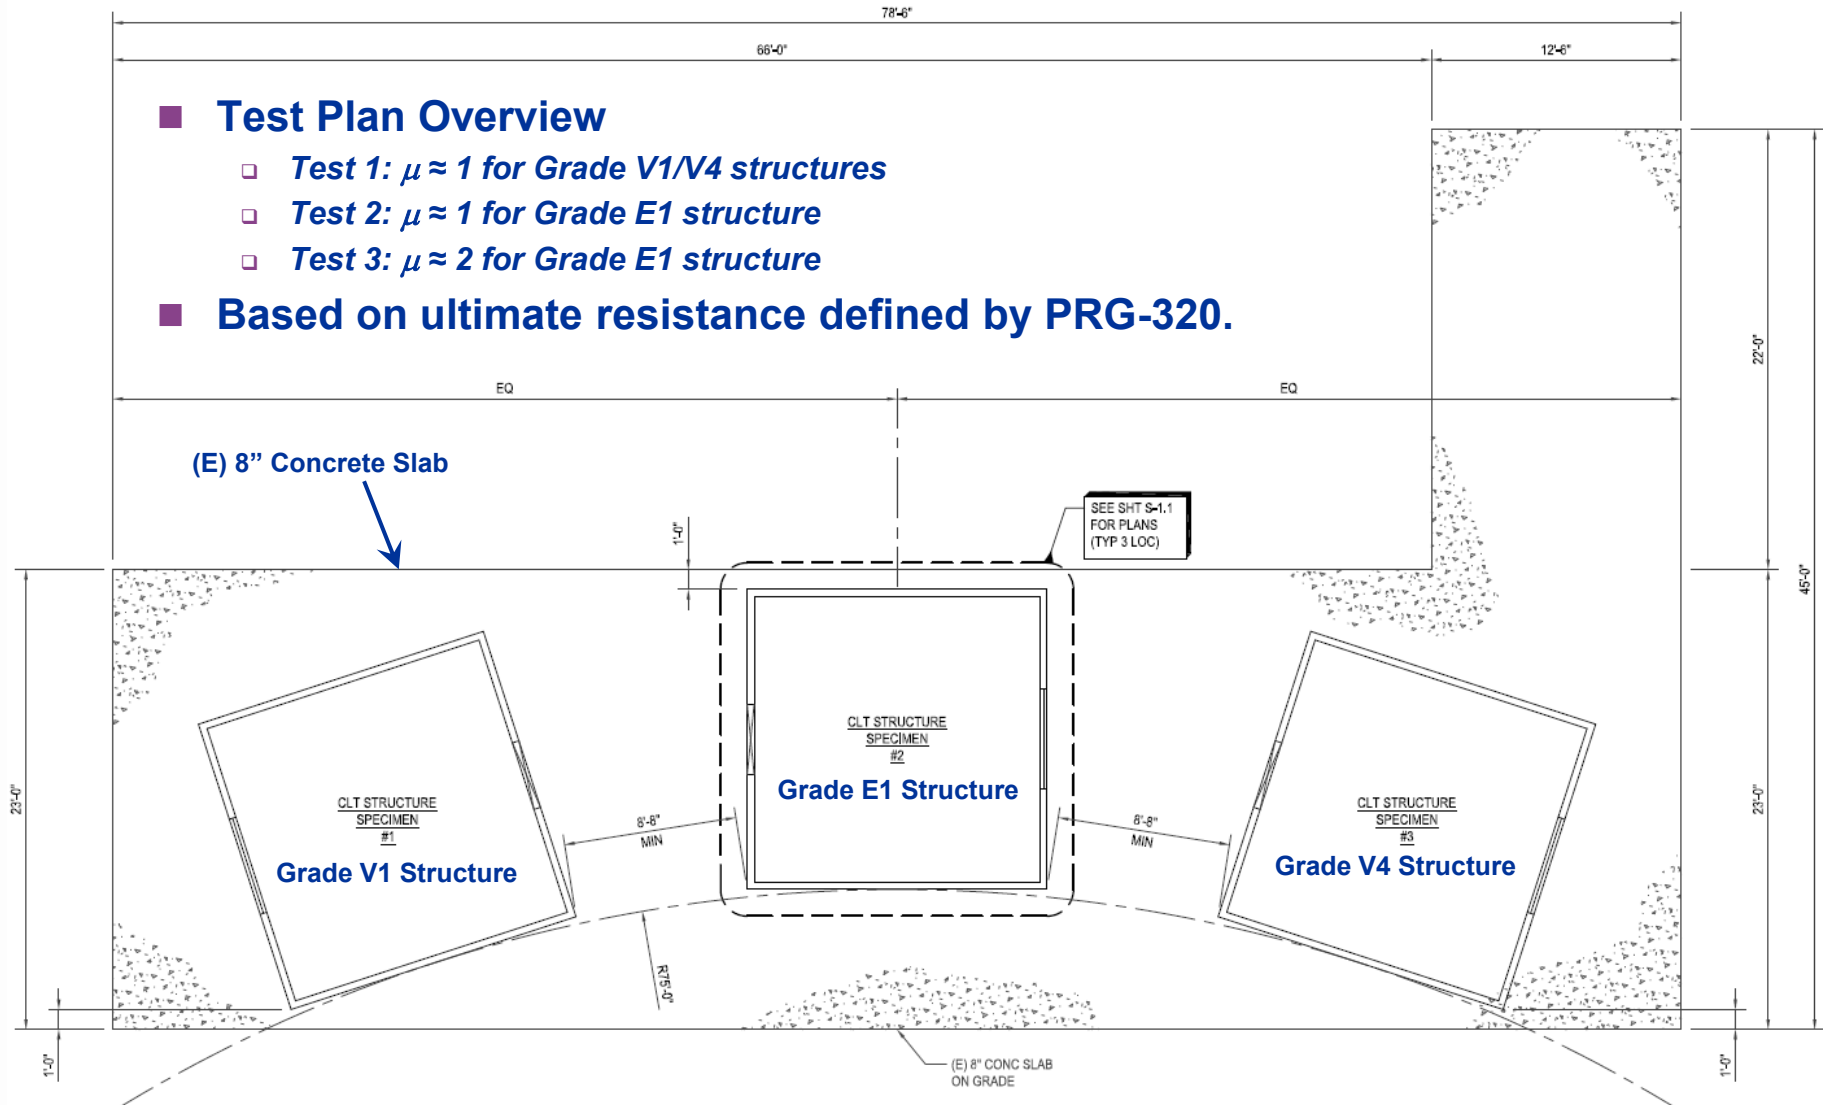 78'-6"
66'-0"
12'-6"
Test Plan Overview
Test 1: μ ≈ 1 for Grade V1/V4 structures
Test 2: μ ≈ 1 for Grade E1 structure
Test 3: μ ≈ 2 for Grade E1 structure
Based on ultimate resistance defined by PRG-320.
22'-0"
EQ
EQ
(E) 8” Concrete Slab
SEE SHT S-1.1
FOR PLANS
(TYP 3 LOC)
1'-0"
45'-0"
CLT STRUCTURE
SPECIMEN
#2
Grade E1 Structure
23'-0"
CLT STRUCTURE
SPECIMEN
#1
Grade V1 Structure
8'-8"
MIN
8'-8"
MIN
CLT STRUCTURE
SPECIMEN
#3
Grade V4 Structure
23'-0"
R75'-0"
1'-0"
(E) 8" CONC SLAB
ON GRADE
1'-0"